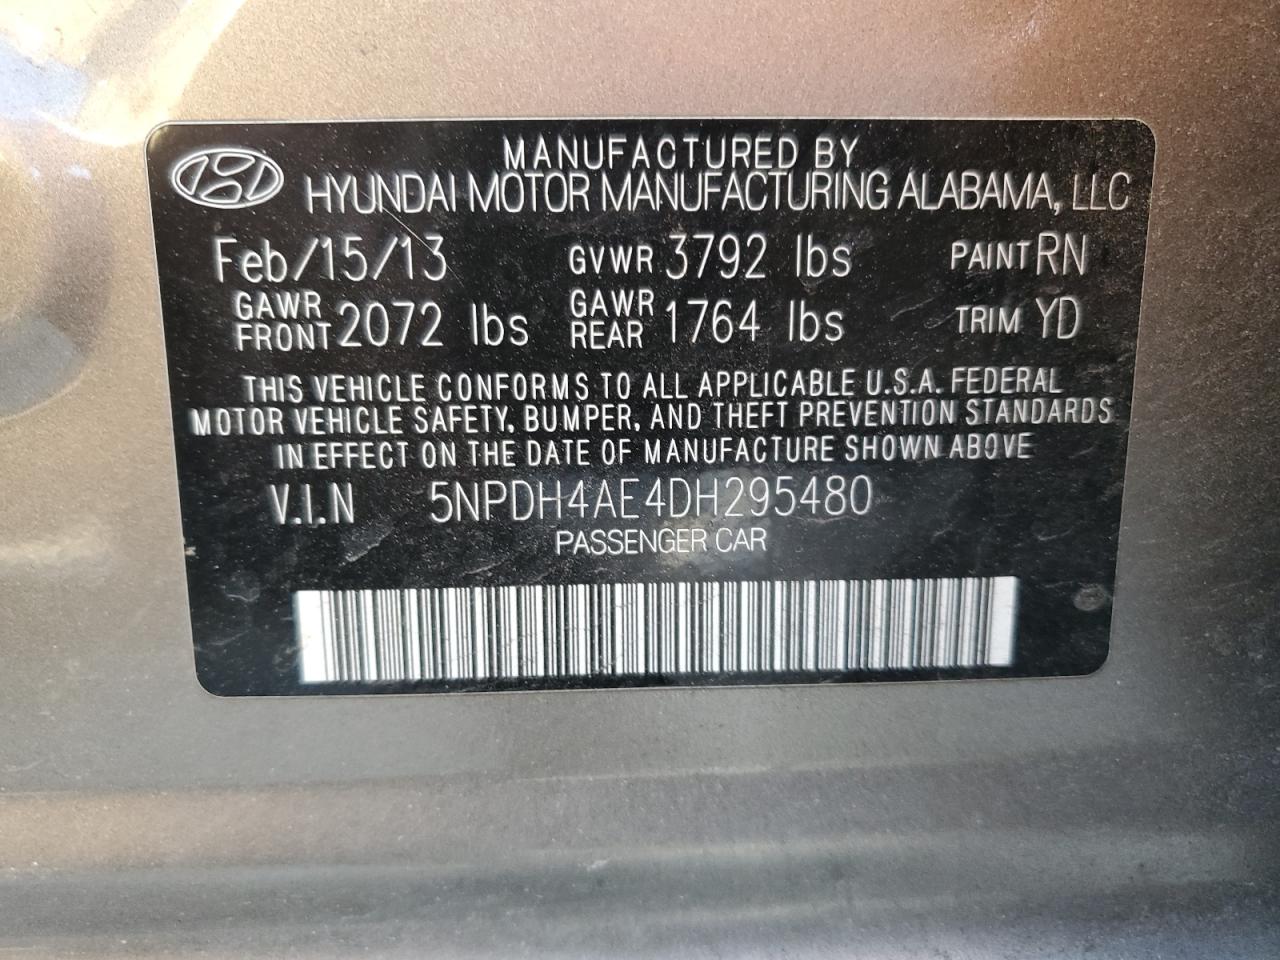 MANUFACTURED BY
HYUNDAI MOTOR MANUFACTURING ALABAMA, LLC
Feb/15/13 GVWR 3792 lbs PAINT RN
GAWR FRONT 2072 lbs GAWR REAR 1764 lbs TRIM YD
THIS VEHICLE CONFORMS TO ALL APPLICABLE U.S.A. FEDERAL
MOTOR VEHICLE SAFETY, BUMPER, AND THEFT PREVENTION STANDARDS
IN EFFECT ON THE DATE OF MANUFACTURE SHOWN ABOVE
V.I.N 5NPDH4AE4DH295480
PASSENGER CAR